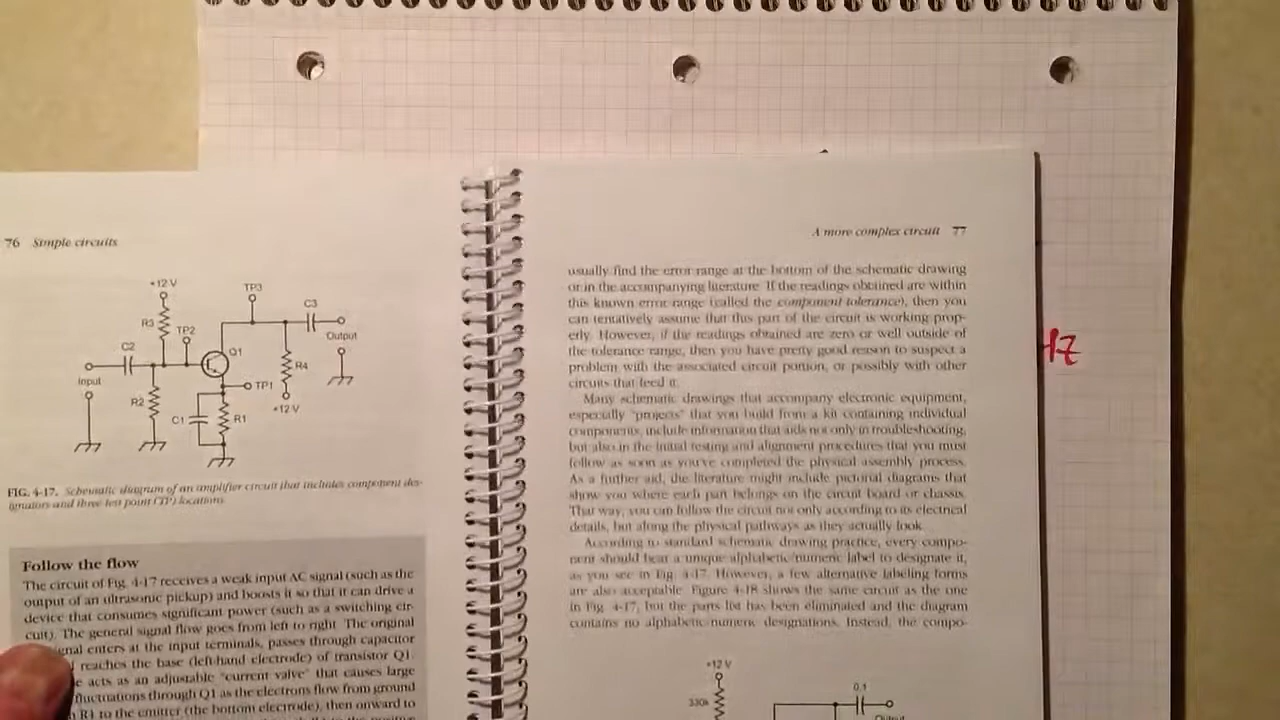 76 Simple circuits
+12 V
R3
TP2
TP3
C3
Output
C2
Q1
R4
Input
TP1
R2
C1
R1
+12 V
FIG. 4-17. Schematic diagram of an amplifier circuit that includes component des-
ignators and three test point (TP) locations.
Follow the flow
The circuit of Fig. 4-17 receives a weak input AC signal (such as the
output of an ultrasonic pickup) and boosts it so that it can drive a
device that consumes significant power (such as a switching cir-
cuit). The general signal flow goes from left to right. The original
enters at the input terminals, passes through capacitor
reaches the base (left-hand electrode) of transistor Q1.
acts as an adjustable "current valve" that causes large
fluctuations through Q1 as the electrons flow from ground
R1 to the emitter (the bottom electrode), then onward to
A more complex circuit 77
usually find the error range at the bottom of the schematic drawing
or in the accompanying literature. If the readings obtained are within
this known error range (called the component tolerance), then you
can tentatively assume that this part of the circuit is working prop-
erly. However, if the readings obtained are zero or well outside of
the tolerance range, then you have pretty good reason to suspect a
problem with the associated circuit portion, or possibly with other
circuits that feed it.
Many schematic drawings that accompany electronic equipment,
especially "projects" that you build from a kit containing individual
components, include information that aids not only in troubleshooting,
but also in the initial testing and alignment procedures that you must
follow as soon as you've completed the physical assembly process.
As a further aid, the literature might include pictorial diagrams that
show you where each part belongs on the circuit board or chassis.
That way, you can follow the circuit not only according to its electrical
details, but along the physical pathways as they actually look.
According to standard schematic drawing practice, every compo-
nent should bear a unique alphabetic/numeric label to designate it,
as you see in Fig. 4-17. However, a few alternative labeling forms
are also acceptable. Figure 4-18 shows the same circuit as the one
in Fig. 4-17, but the parts list has been eliminated and the diagram
contains no alphabetic-numeric designations. Instead, the compo-
+12 V
330k
0.1
Output